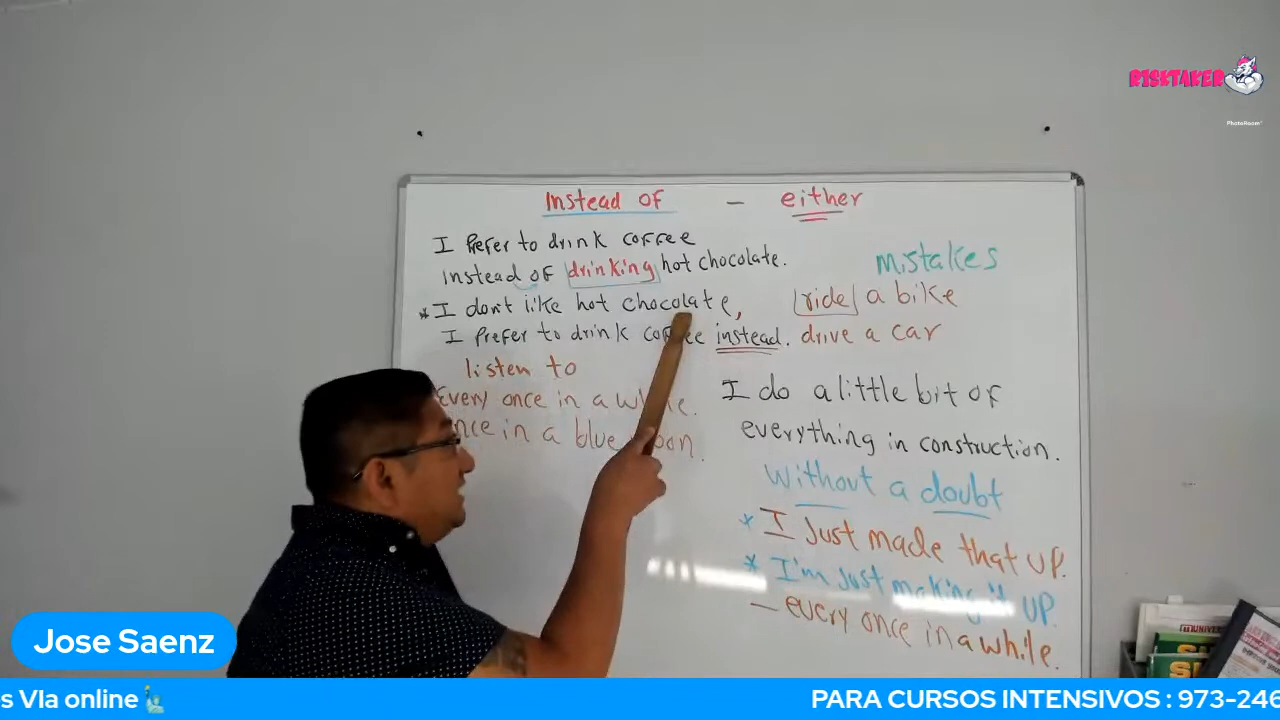 RISKTAKER
PhotoRoom
Instead of - either
I Prefer to drink coffee
instead of drinking hot chocolate.
* I don't like hot chocolate,
I Prefer to drink coffee instead.
listen to
Every once in a
in a blue
mistakes
ride a bike
drive a car
I do a little bit of
everything in construction.
Without a doubt
* I Just made that up.
* I'm Just making it up.
- every once in a while.
Jose Saenz
s VIa online🗽
PARA CURSOS INTENSIVOS : 973-246